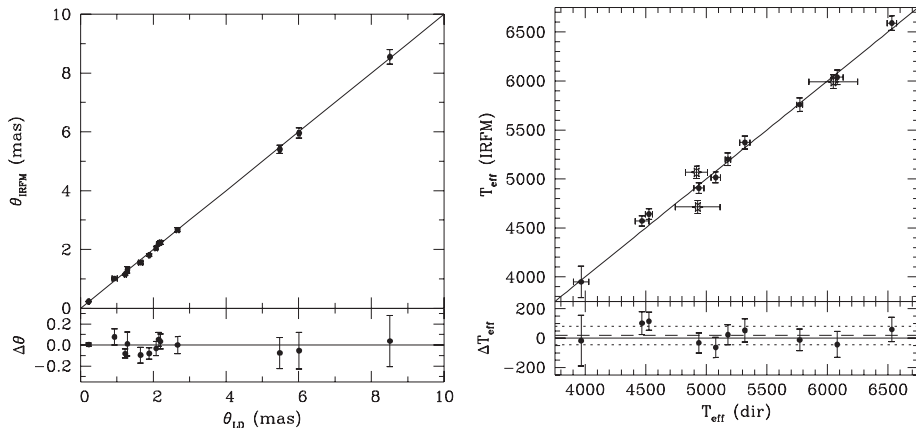 10
8
6
4
2
0
θIRFM (mas)
0.2
0.0
−0.2
Δθ
0 2 4 6 8 10
θLD (mas)
6500
6000
5500
5000
4500
4000
Teff (IRFM)
200
0
−200
ΔTeff
4000 4500 5000 5500 6000 6500
Teff (dir)